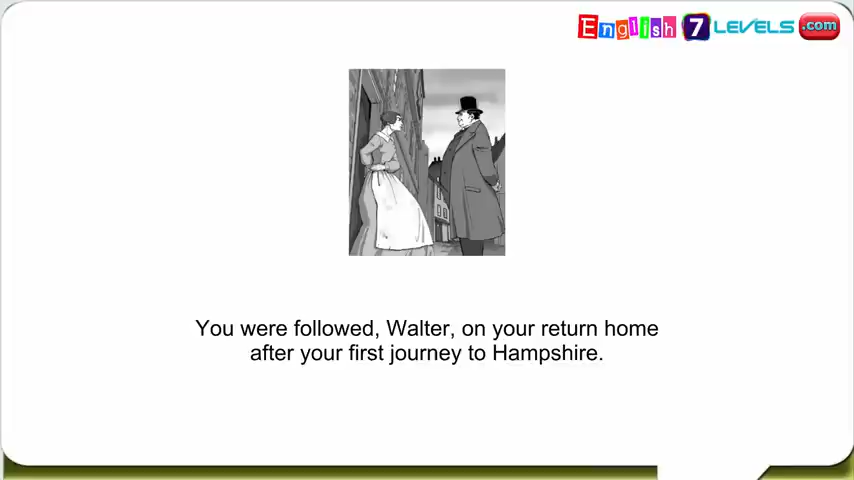 English 7 LEVELS .com
You were followed, Walter, on your return home
after your first journey to Hampshire.